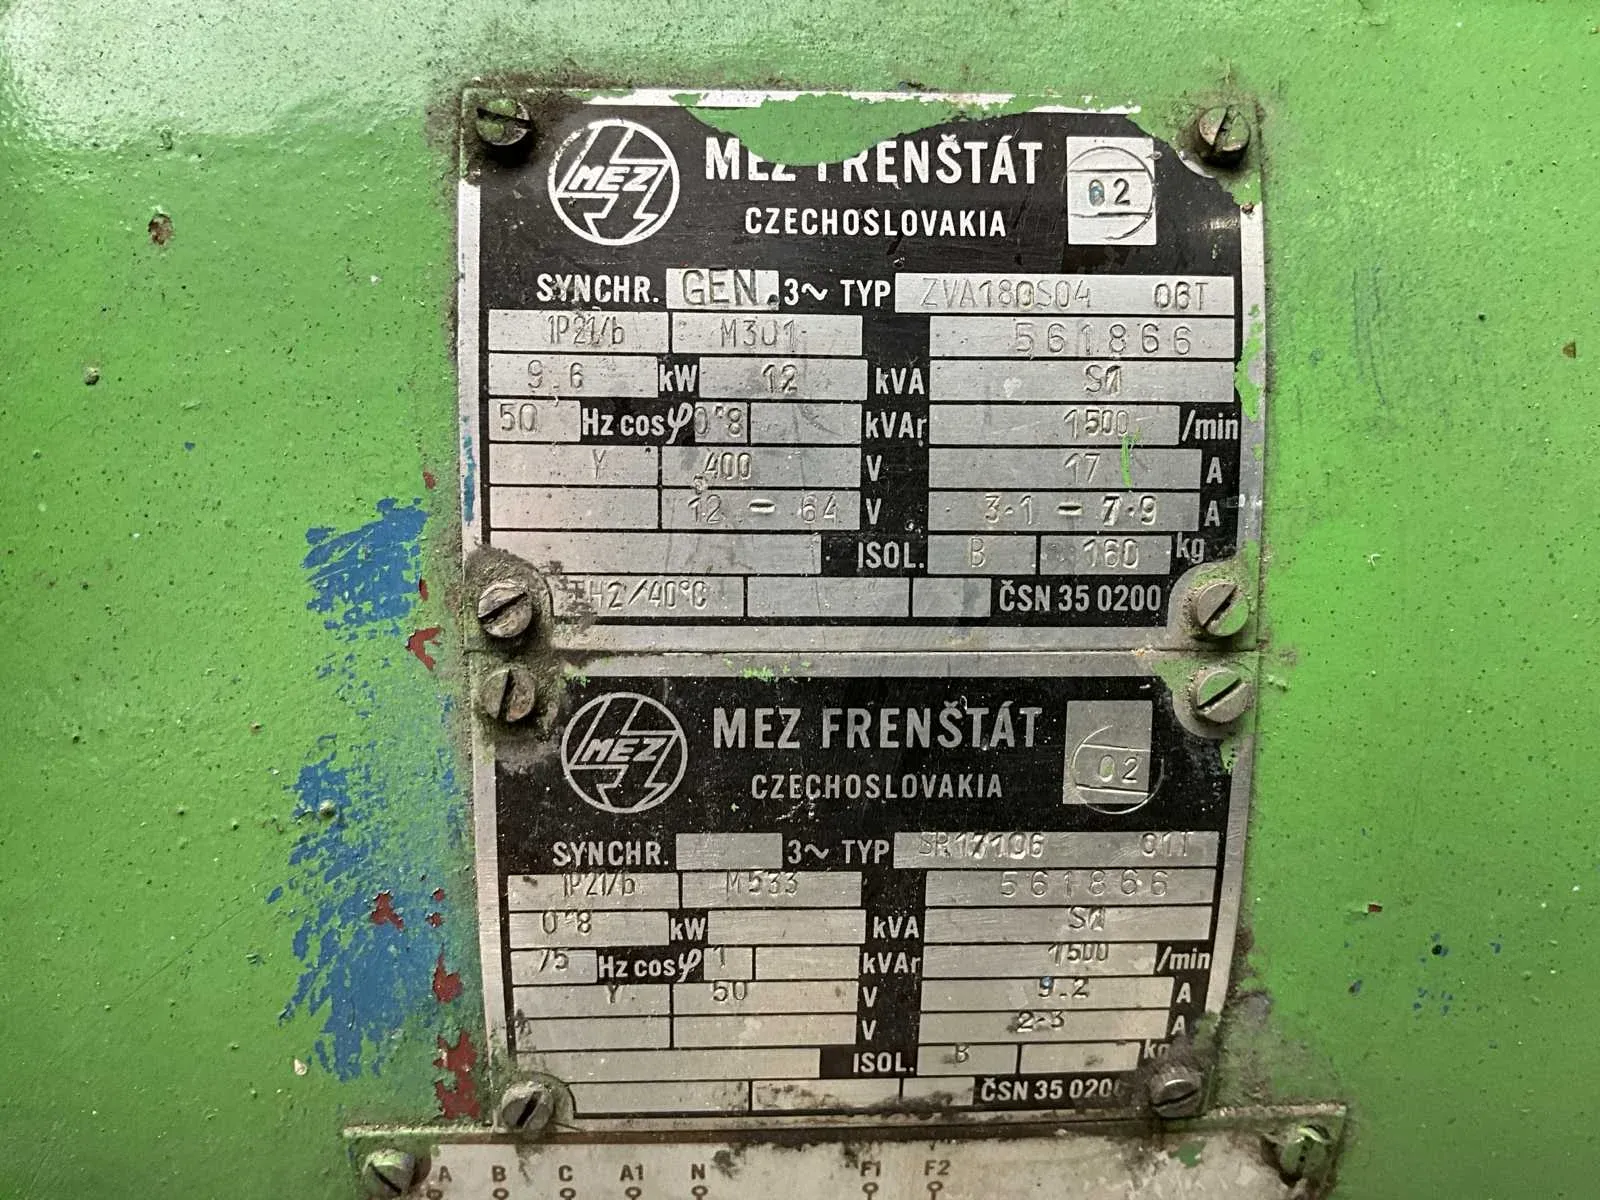 MEZ MEZ FRENŠTÁT 02
CZECHOSLOVAKIA
SYNCHR. GEN. 3~ TYP ZVA180S04 06T
IP21/b M301 561866
9.6 kW 12 kVA S1
50 Hz cosφ 0.8 kVAr 1500 /min
Y 400 V 17 A
12 - 64 V 3.1 - 7.9 A
ISOL. B 160 kg
TH2/40°C ČSN 35 0200
MEZ MEZ FRENŠTÁT 02
CZECHOSLOVAKIA
SYNCHR. 3~ TYP 01T
IP21/b M533 561866
0.8 kW kVA S1
75 Hz cosφ 1 kVAr 1500 /min
Y 50 V 9.2 A
V 2.3 A
ISOL. B kg
ČSN 35 0200
A B C A1 N F1 F2